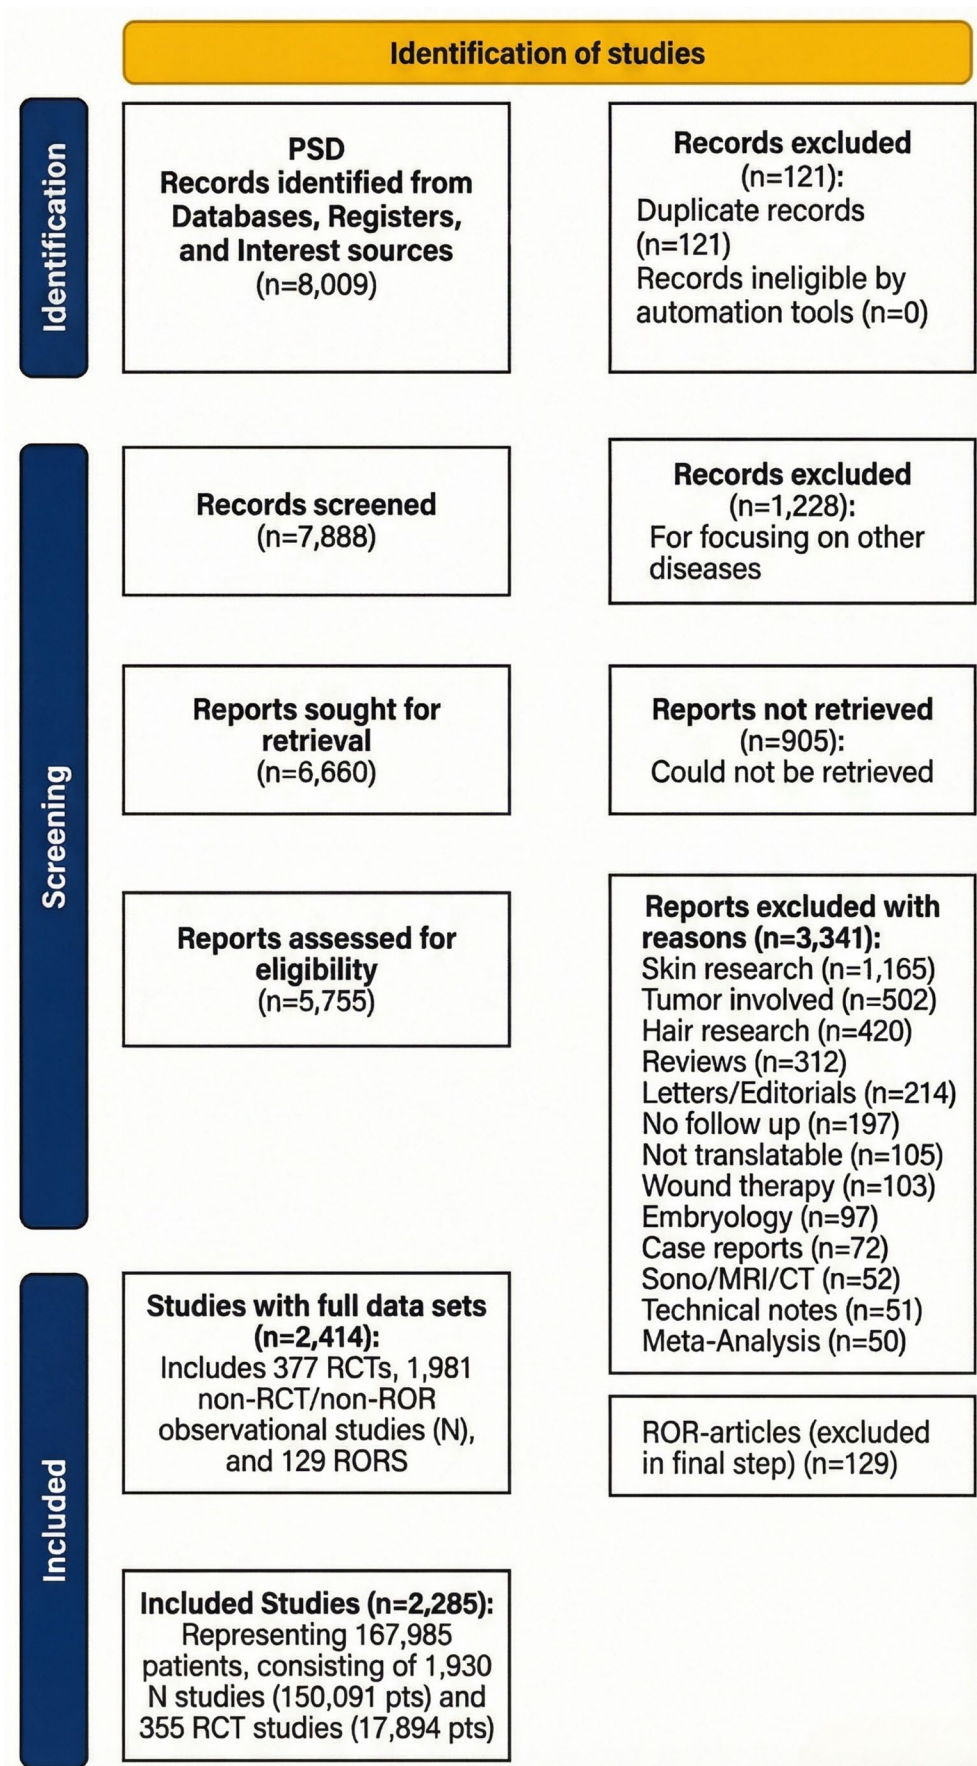 Identification of studies
Identification
PSD
Records identified from
Databases, Registers,
and Interest sources
(n=8,009)
Records excluded
(n=121):
Duplicate records
(n=121)
Records ineligible by
automation tools (n=0)
Screening
Records screened
(n=7,888)
Records excluded
(n=1,228):
For focusing on other
diseases
Reports sought for
retrieval
(n=6,660)
Reports not retrieved
(n=905):
Could not be retrieved
Reports assessed for
eligibility
(n=5,755)
Reports excluded with
reasons (n=3,341):
Skin research (n=1,165)
Tumor involved (n=502)
Hair research (n=420)
Reviews (n=312)
Letters/Editorials (n=214)
No follow up (n=197)
Not translatable (n=105)
Wound therapy (n=103)
Embryology (n=97)
Case reports (n=72)
Sono/MRI/CT (n=52)
Technical notes (n=51)
Meta-Analysis (n=50)
Included
Studies with full data sets
(n=2,414):
Includes 377 RCTs, 1,981
non-RCT/non-ROR
observational studies (N),
and 129 RORS
ROR-articles (excluded
in final step) (n=129)
Included Studies (n=2,285):
Representing 167,985
patients, consisting of 1,930
N studies (150,091 pts) and
355 RCT studies (17,894 pts)